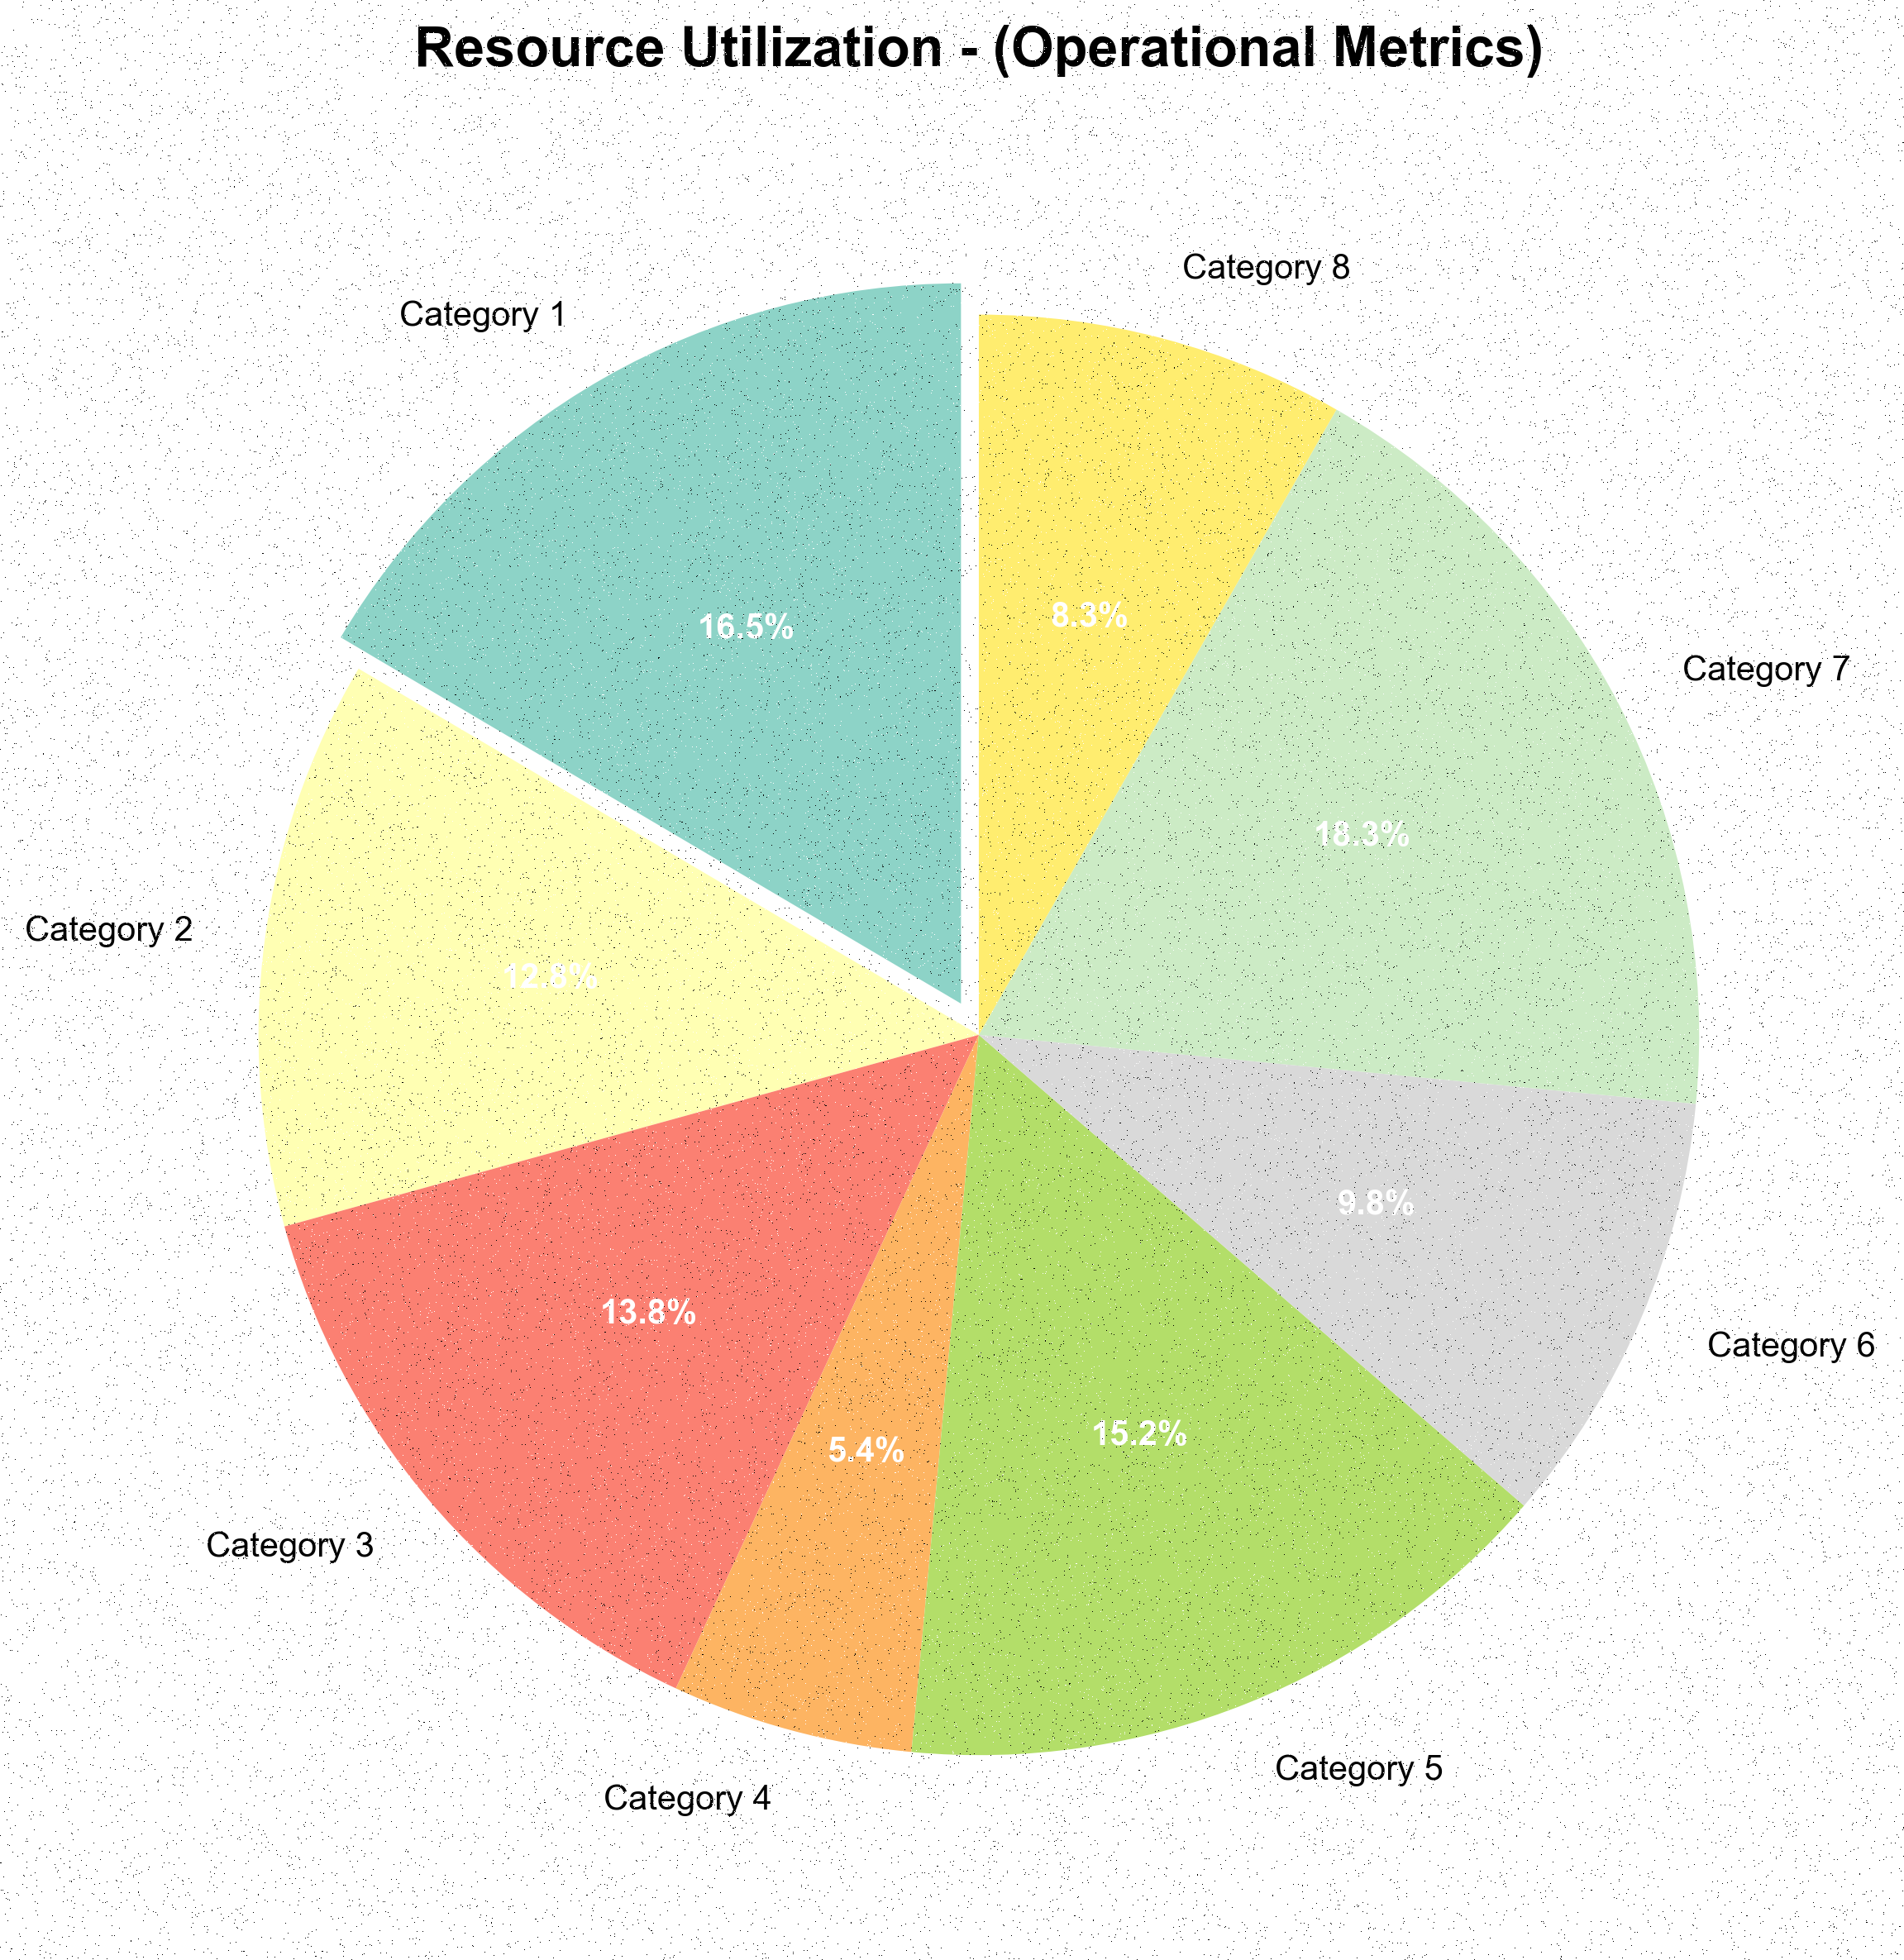 Resource Utilization - (Operational Metrics)
Category 8
Category 1
8.3%
16.5%
Category 7
18.3%
Category 2
12.8%
9.8%
13.8%
Category 6
15.2%
5.4%
Category 3
Category 5
Category 4